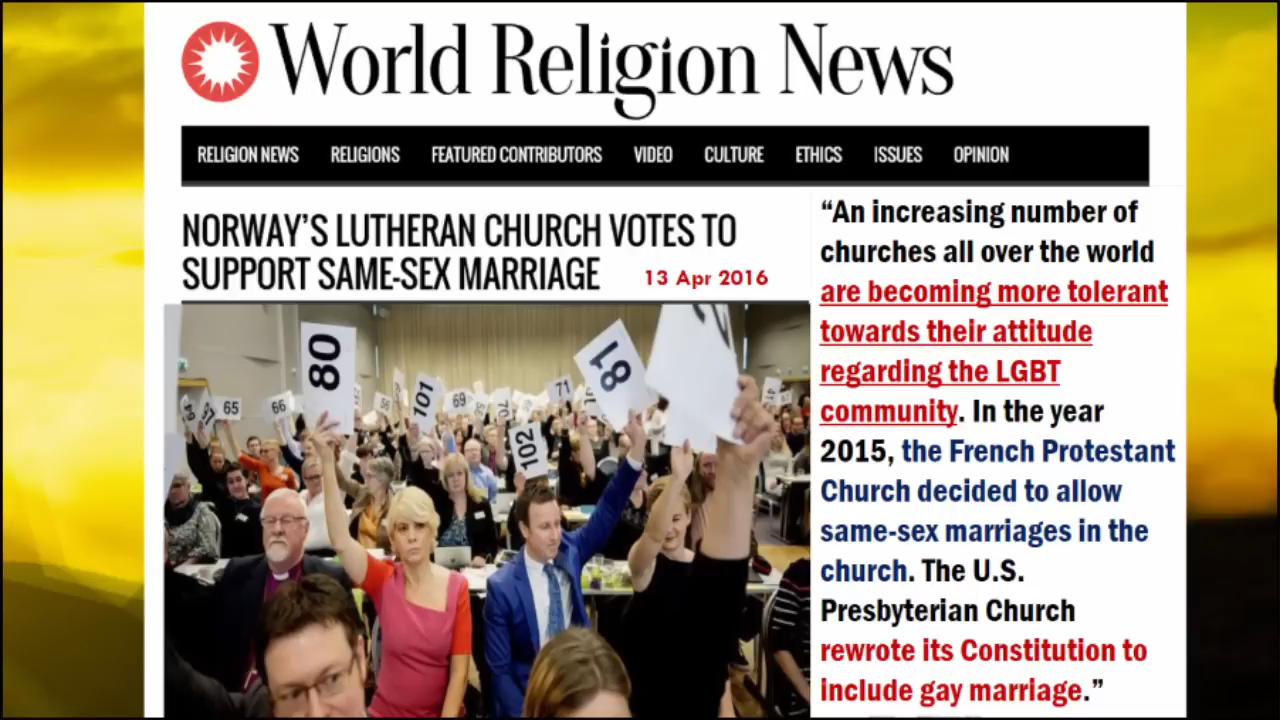 World Religion News
RELIGION NEWS RELIGIONS FEATURED CONTRIBUTORS VIDEO CULTURE ETHICS ISSUES OPINION
NORWAY'S LUTHERAN CHURCH VOTES TO
SUPPORT SAME-SEX MARRIAGE 13 Apr 2016
80
81
101
102
65
66
69
71
“An increasing number of
churches all over the world
are becoming more tolerant
towards their attitude
regarding the LGBT
community. In the year
2015, the French Protestant
Church decided to allow
same-sex marriages in the
church. The U.S.
Presbyterian Church
rewrote its Constitution to
include gay marriage.”